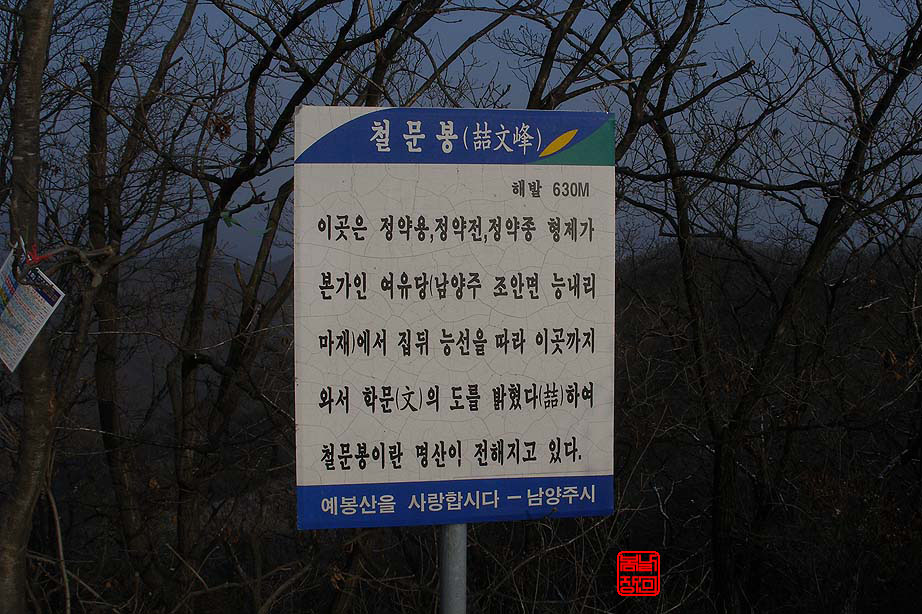 철문봉(喆文峰)
해발 630M
이곳은 정약용,정약전,정약종 형제가
본가인 여유당(남양주 조안면 능내리
마재)에서 집뒤 능선을 따라 이곳까지
와서 학문(文)의 도를 밝혔다(喆)하여
철문봉이란 명산이 전해지고 있다.
예봉산을 사랑합시다 - 남양주시